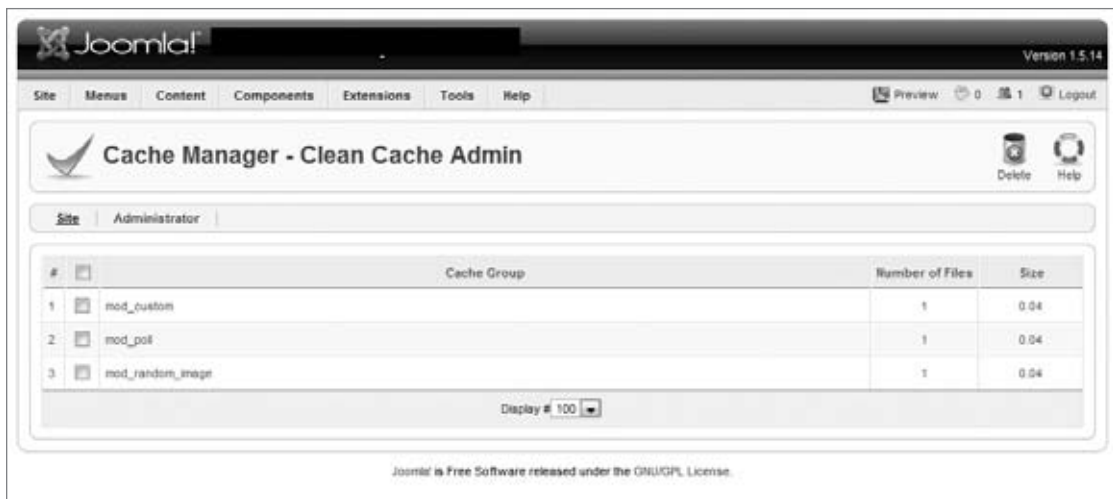 Joomla!
Version 1.5.14
Site Menus Content Components Extensions Tools Help Preview 0 1 Logout
Cache Manager - Clean Cache Admin
Delete Help
Site Administrator
# Cache Group Number of Files Size
1 mod_custom 1 0.04
2 mod_poll 1 0.04
3 mod_random_image 1 0.04
Display # 100
Joomla! is Free Software released under the GNU/GPL License.